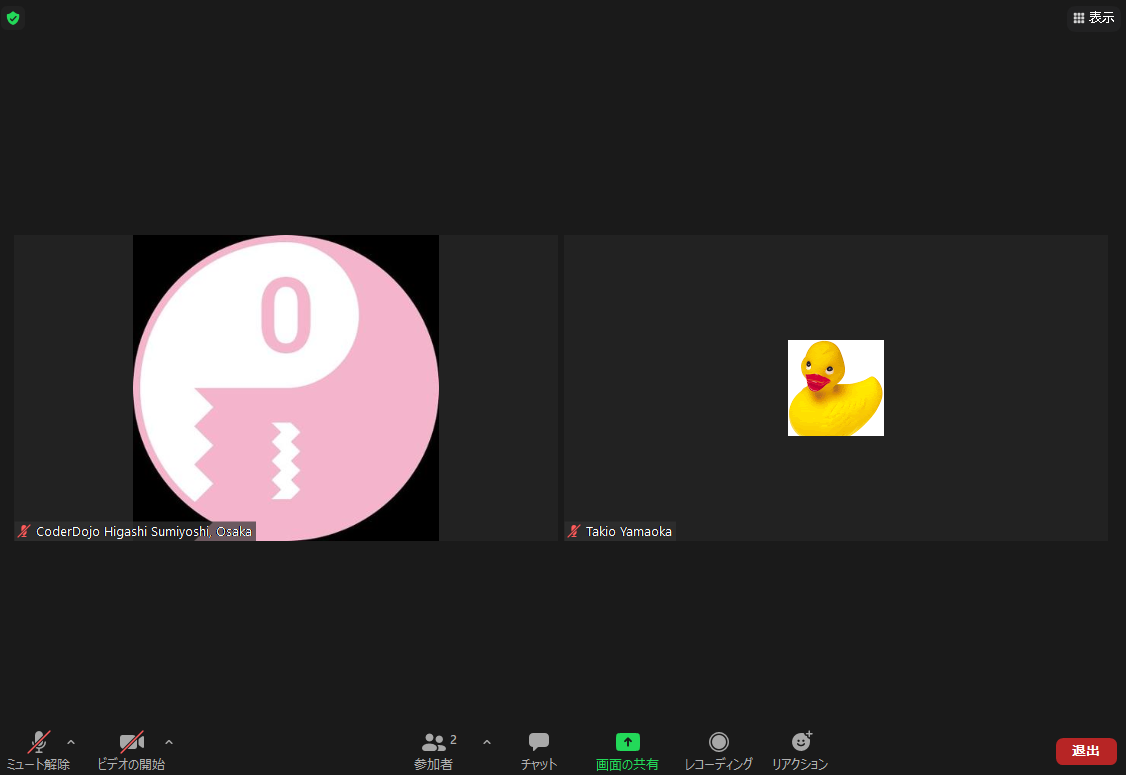 表示
0
CoderDojo Higashi Sumiyoshi, Osaka
Takio Yamaoka
ミュート解除
ビデオの開始
2
参加者
チャット
画面の共有
レコーディング
リアクション
退出